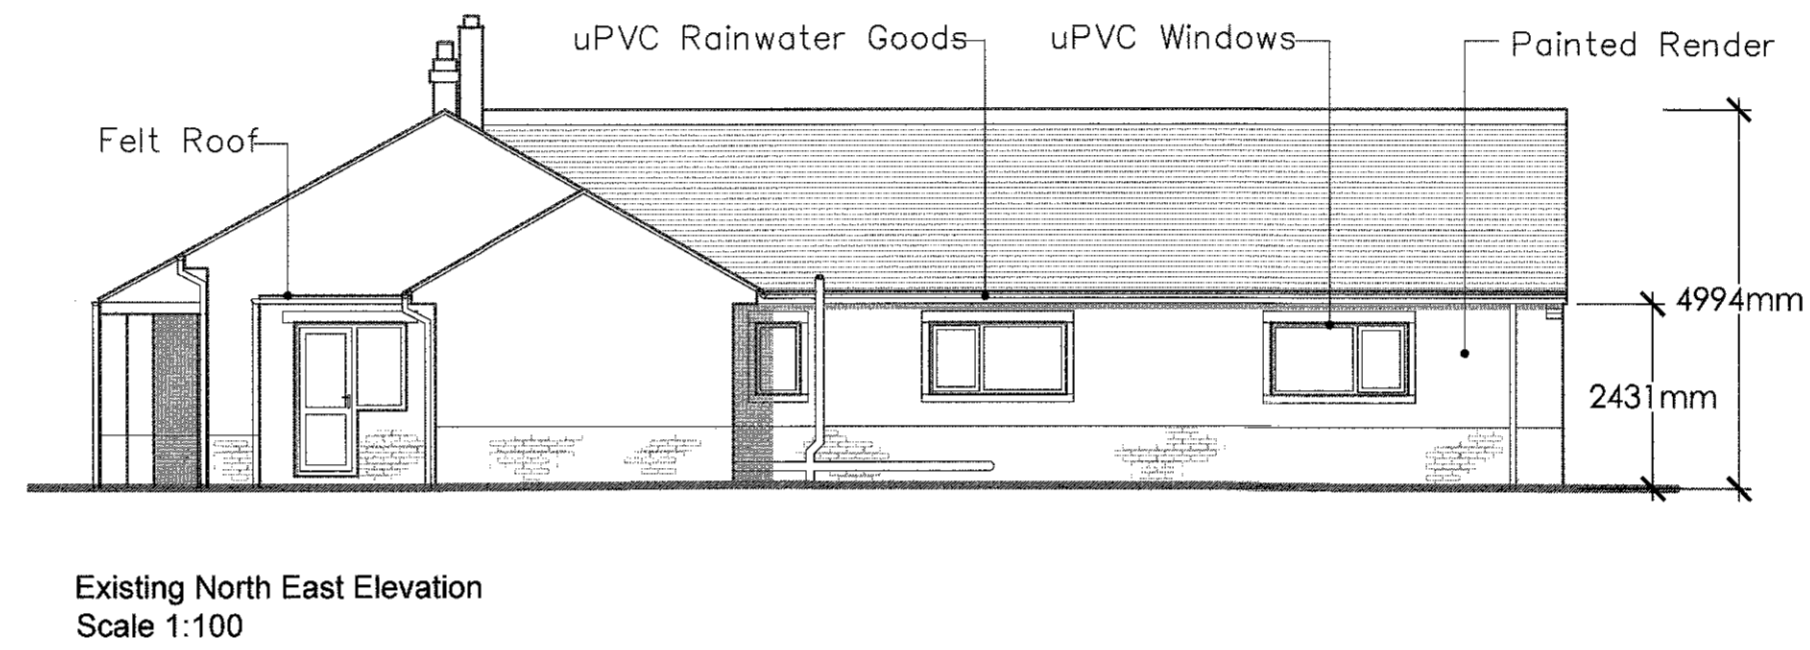 uPVC Rainwater Goods
uPVC Windows
Painted Render
Felt Roof
4994mm
2431mm
Existing North East Elevation
Scale 1:100